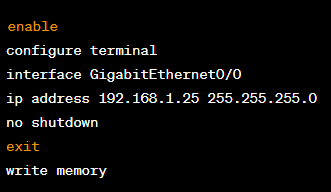 enable
configure terminal
interface GigabitEthernet0/0
ip address 192.168.1.25 255.255.255.0
no shutdown
exit
write memory